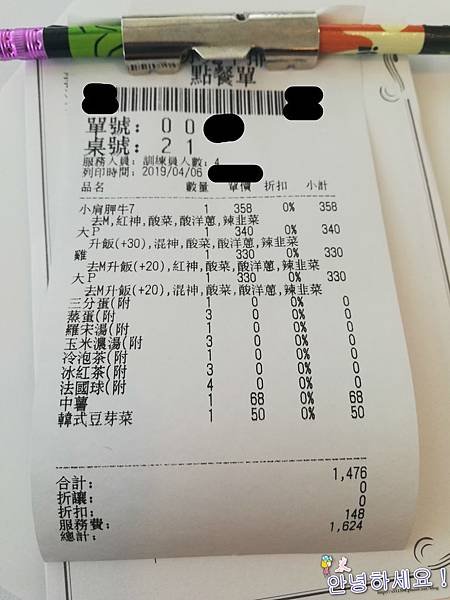 點餐單
單號: 0 0
桌號: 2 1
服務人員: 訓練員人數: 4
列印時間: 2019/04/06
品名 數量 單價 折扣 小計
小肩胛牛7 1 358 0% 358
去M,紅神,酸菜,酸洋蔥,辣韭菜
大P 1 340 0% 340
升飯(+30),混神,酸菜,酸洋蔥,辣韭菜
雞 1 330 0% 330
去M升飯(+20),紅神,酸菜,酸洋蔥,辣韭菜
大P 1 330 0% 330
去M升飯(+20),混神,酸菜,酸洋蔥,辣韭菜
三分蛋(附 1 0 0% 0
蒸蛋(附 3 0 0% 0
羅宋湯(附 1 0 0% 0
玉米濃湯(附 3 0 0% 0
冷泡茶(附 1 0 0% 0
冰紅茶(附 3 0 0% 0
法國球(附 4 0 0% 0
中薯 1 68 0% 68
韓式豆芽菜 1 50 0% 50
合計: 1,476
折讓: 0
折扣: 0
服務費: 148
總計: 1,624
안녕하세요!